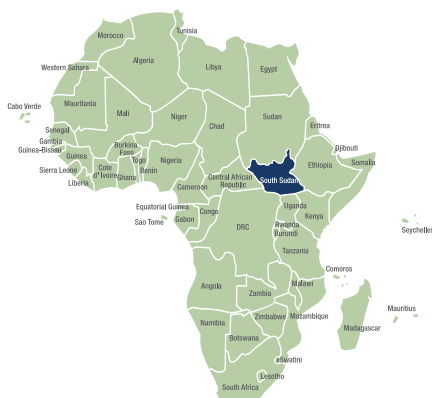 Morocco
Tunisia
Algeria
Libya
Egypt
Western Sahara
Mauritania
Mali
Niger
Chad
Sudan
Eritrea
Cabo Verde
Senegal
Gambia
Guinea-Bissau
Guinea
Sierra Leone
Liberia
Cote
d' Ivoire
Burkina
Faso
Ghana
Togo
Benin
Nigeria
Cameroon
Central African
Republic
South Sudan
Djibouti
Ethiopia
Somalia
Equatorial Guinea
Sao Tome
Gabon
Congo
DRC
Uganda
Kenya
Rwanda
Burundi
Tanzania
Seychelles
Comoros
Angola
Zambia
Malawi
Mozambique
Zimbabwe
Namibia
Botswana
Madagascar
Mauritius
eSwatini
Lesotho
South Africa